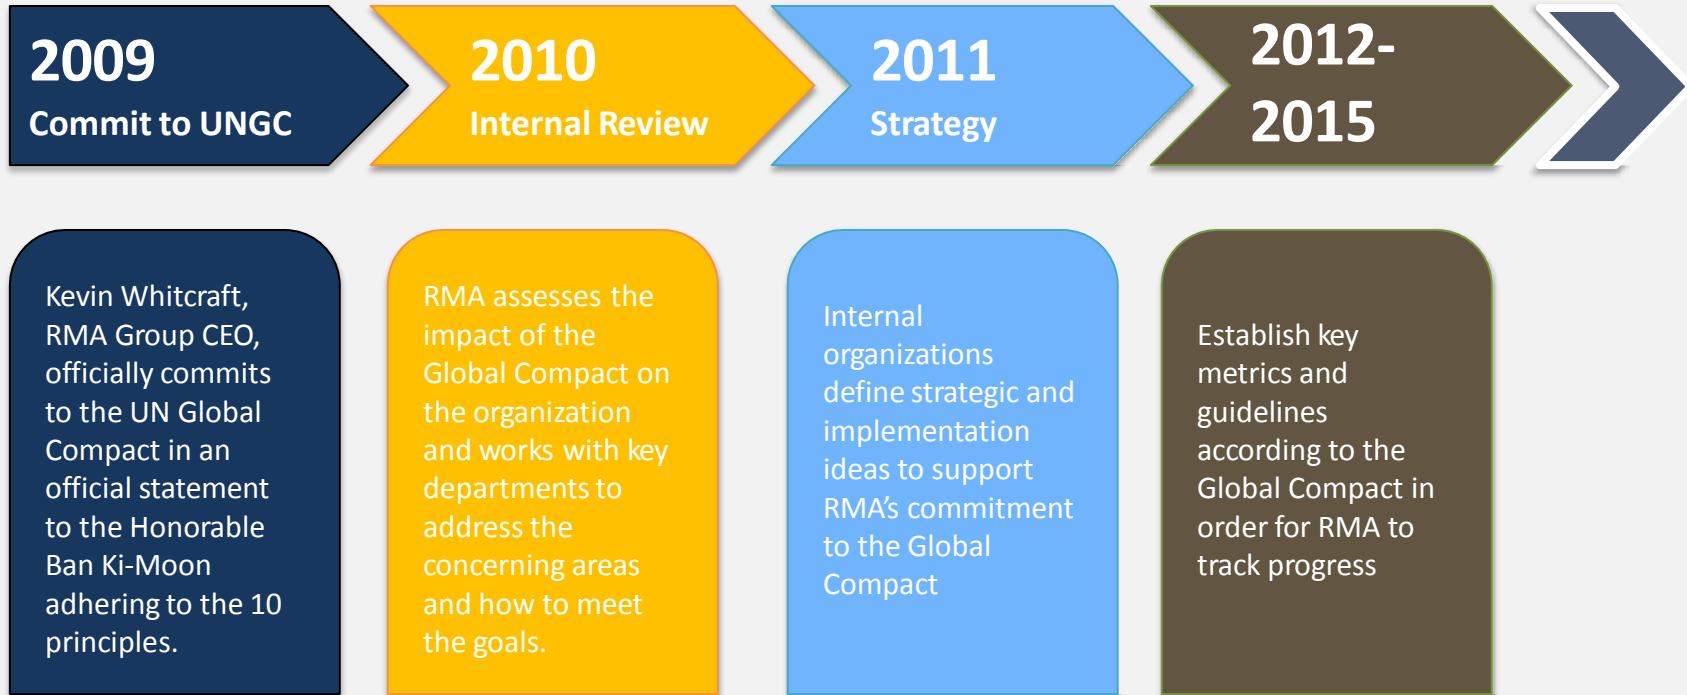 2009
Commit to UNGC
2010
Internal Review
2011
Strategy
2012-
2015
Kevin Whitcraft,
RMA Group CEO,
officially commits
to the UN Global
Compact in an
official statement
to the Honorable
Ban Ki-Moon
adhering to the 10
principles.
RMA assesses the
impact of the
Global Compact on
the organization
and works with key
departments to
address the
concerning areas
and how to meet
the goals.
Internal
organizations
define strategic and
implementation
ideas to support
RMA’s commitment
to the Global
Compact
Establish key
metrics and
guidelines
according to the
Global Compact in
order for RMA to
track progress